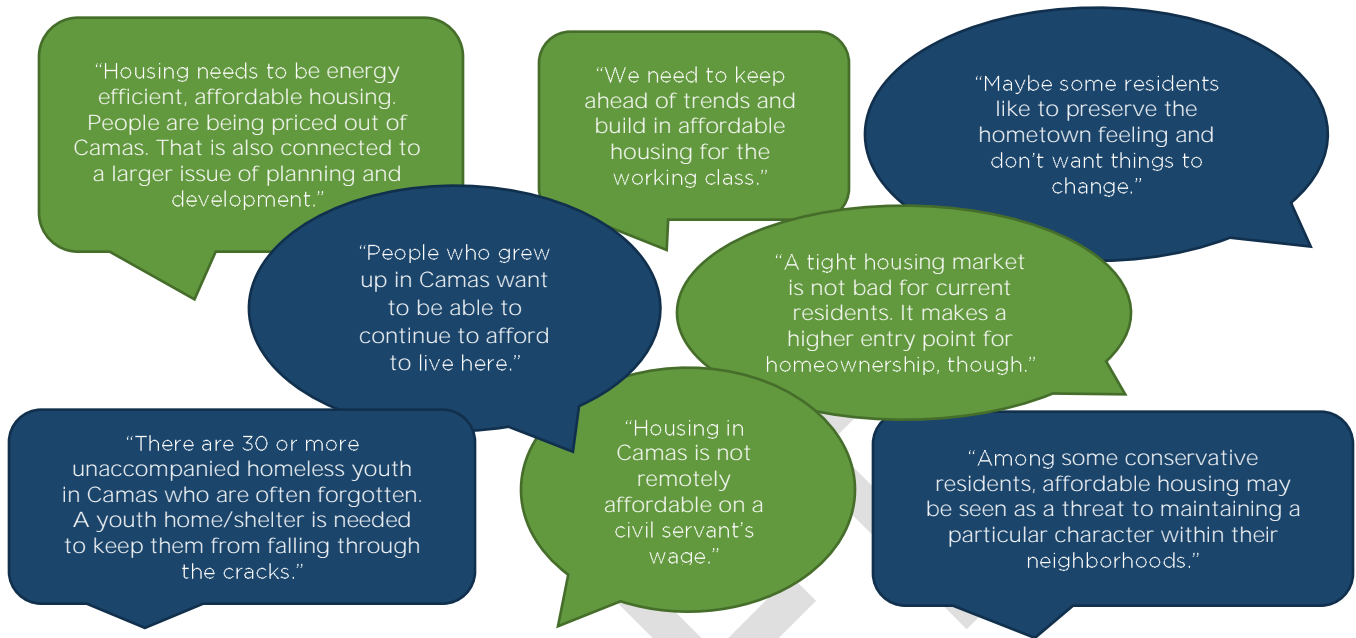 “Housing needs to be energy
efficient, affordable housing.
People are being priced out of
Camas. That is also connected to
a larger issue of planning and
development.”
“We need to keep
ahead of trends and
build in affordable
housing for the
working class.”
“Maybe some residents
like to preserve the
hometown feeling and
don’t want things to
change.”
“People who grew
up in Camas want
to be able to
continue to afford
to live here.”
“A tight housing market
is not bad for current
residents. It makes a
higher entry point for
homeownership, though.”
“There are 30 or more
unaccompanied homeless youth
in Camas who are often forgotten.
A youth home/shelter is needed
to keep them from falling through
the cracks.”
“Housing in
Camas is not
remotely
affordable on a
civil servant’s
wage.”
“Among some conservative
residents, affordable housing may
be seen as a threat to maintaining a
particular character within their
neighborhoods.”